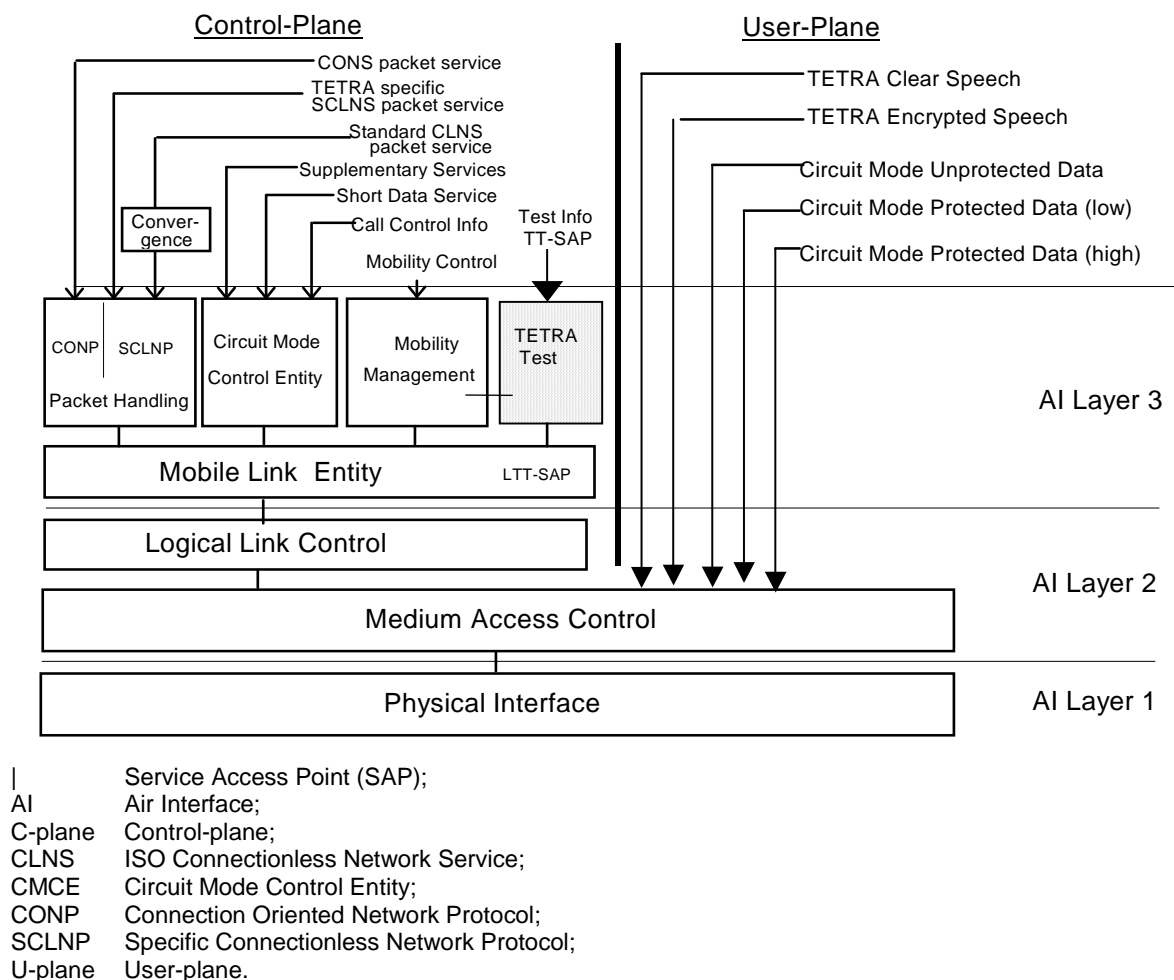 Control-Plane
User-Plane
CONS packet service
TETRA specific
SCLNS packet service
Standard CLNS
packet service
Supplementary Services
Short Data Service
Call Control Info
Mobility Control
Conver-
gence
Test Info
TT-SAP
TETRA Clear Speech
TETRA Encrypted Speech
Circuit Mode Unprotected Data
Circuit Mode Protected Data (low)
Circuit Mode Protected Data (high)
CONP
SCLNP
Packet Handling
Circuit Mode
Control Entity
Mobility
Management
TETRA
Test
AI Layer 3
Mobile Link Entity
LTT-SAP
Logical Link Control
AI Layer 2
Medium Access Control
Physical Interface
AI Layer 1
| Service Access Point (SAP);
AI Air Interface;
C-plane Control-plane;
CLNS ISO Connectionless Network Service;
CMCE Circuit Mode Control Entity;
CONP Connection Oriented Network Protocol;
SCLNP Specific Connectionless Network Protocol;
U-plane User-plane.